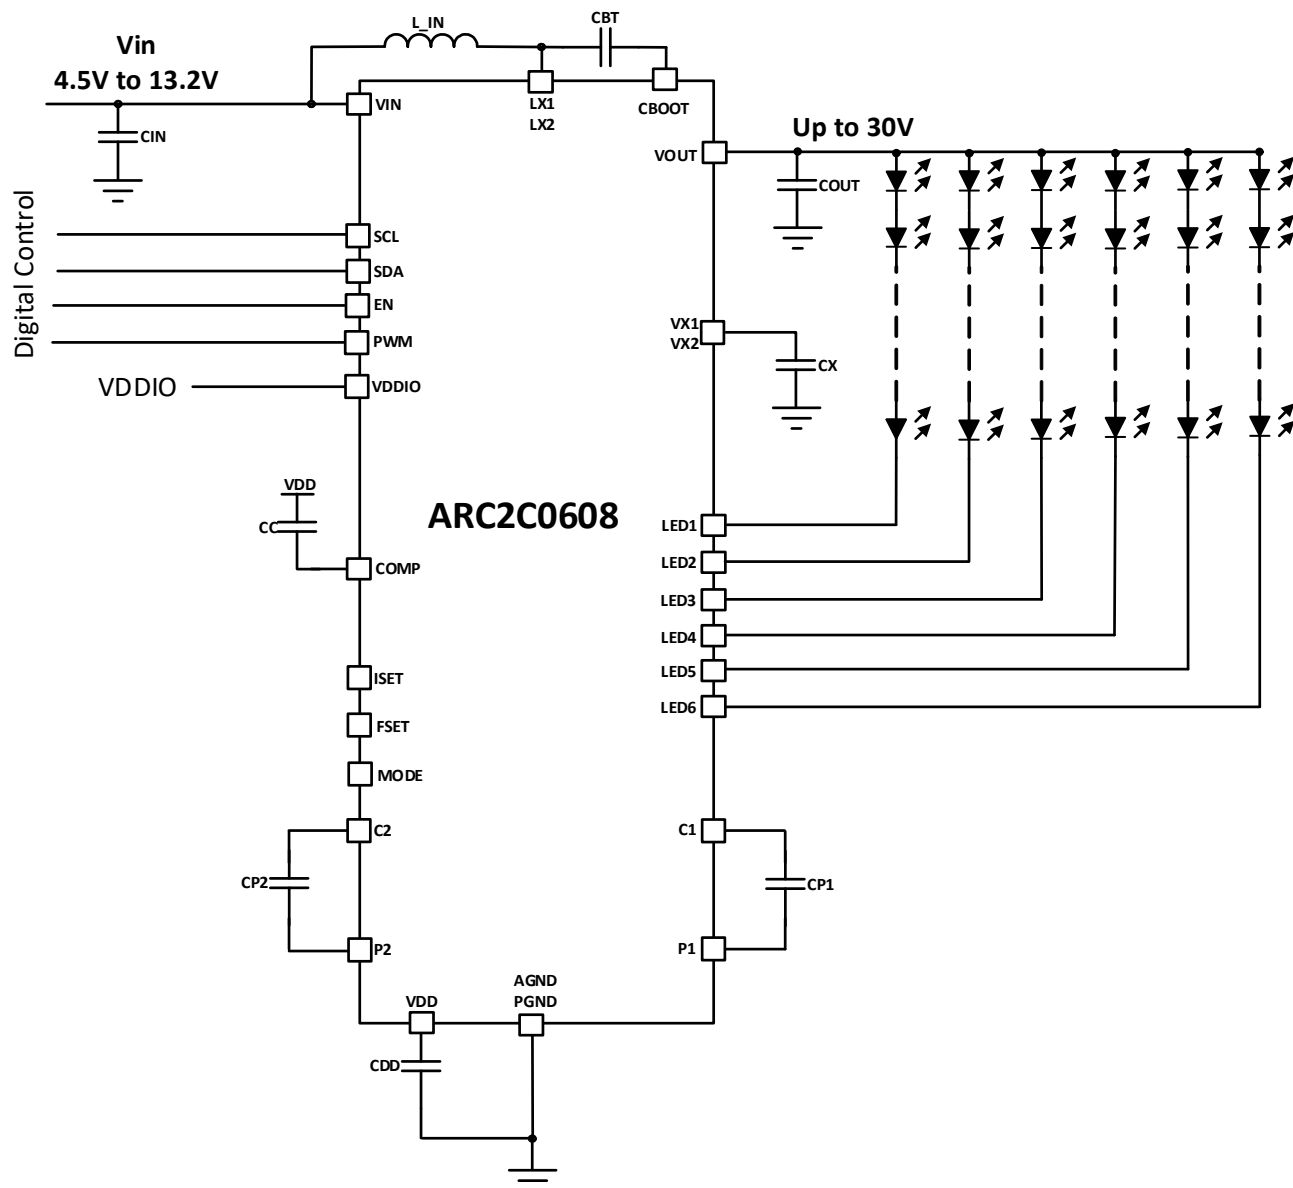 L_IN
CBT
Vin
4.5V to 13.2V
VIN
LX1
LX2
CBOOT
CIN
Up to 30V
VOUT
COUT
Digital Control
SCL
SDA
EN
PWM
VDDIO
VDDIO
VX1
VX2
CX
VDD
CC
COMP
ARC2C0608
LED1
LED2
LED3
LED4
LED5
LED6
ISET
FSET
MODE
C2
CP2
P2
C1
CP1
P1
VDD
AGND
PGND
CDD